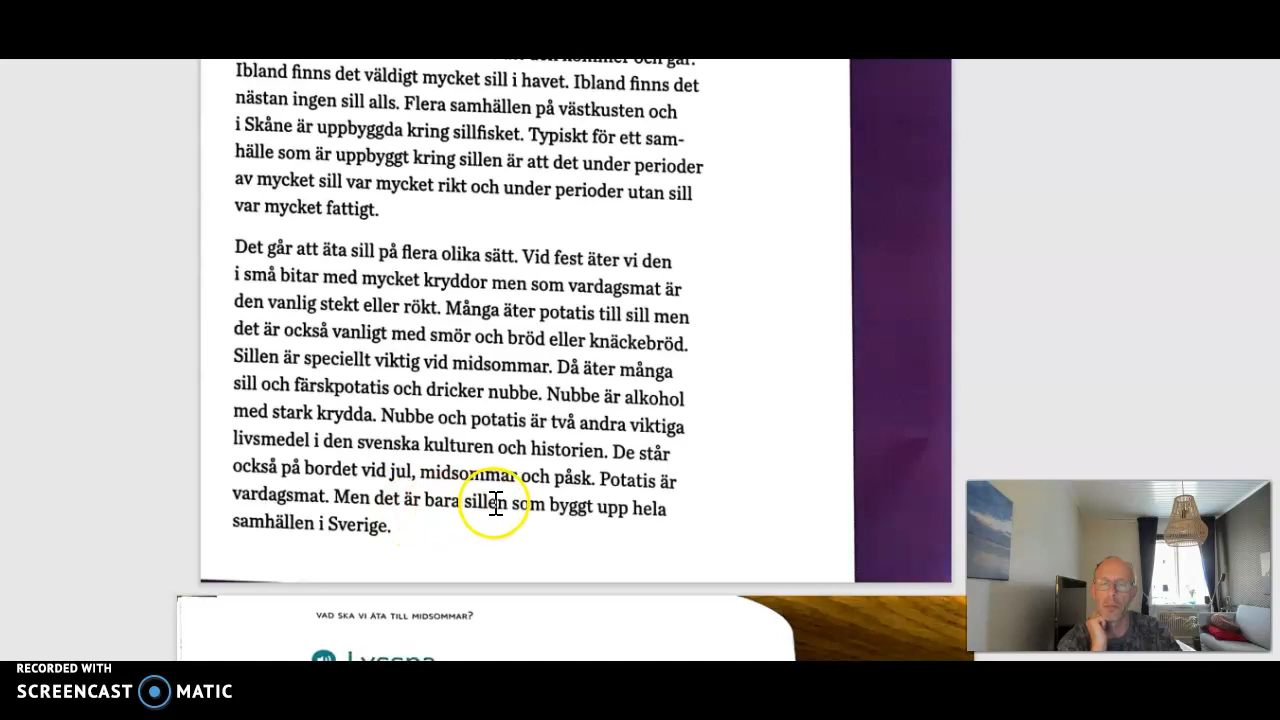 kommer och går.
Ibland finns det väldigt mycket sill i havet. Ibland finns det
nästan ingen sill alls. Flera samhällen på västkusten och
i Skåne är uppbyggda kring sillfisket. Typiskt för ett sam-
hälle som är uppbyggt kring sillen är att det under perioder
av mycket sill var mycket rikt och under perioder utan sill
var mycket fattigt.
Det går att äta sill på flera olika sätt. Vid fest äter vi den
i små bitar med mycket kryddor men som vardagsmat är
den vanlig stekt eller rökt. Många äter potatis till sill men
det är också vanligt med smör och bröd eller knäckebröd.
Sillen är speciellt viktig vid midsommar. Då äter många
sill och färskpotatis och dricker nubbe. Nubbe är alkohol
med stark krydda. Nubbe och potatis är två andra viktiga
livsmedel i den svenska kulturen och historien. De står
också på bordet vid jul, midsommar och påsk. Potatis är
vardagsmat. Men det är bara sillen som byggt upp hela
samhällen i Sverige.
VAD SKA VI ÄTA TILL MIDSOMMAR?
Lyssna
RECORDED WITH
SCREENCAST MATIC